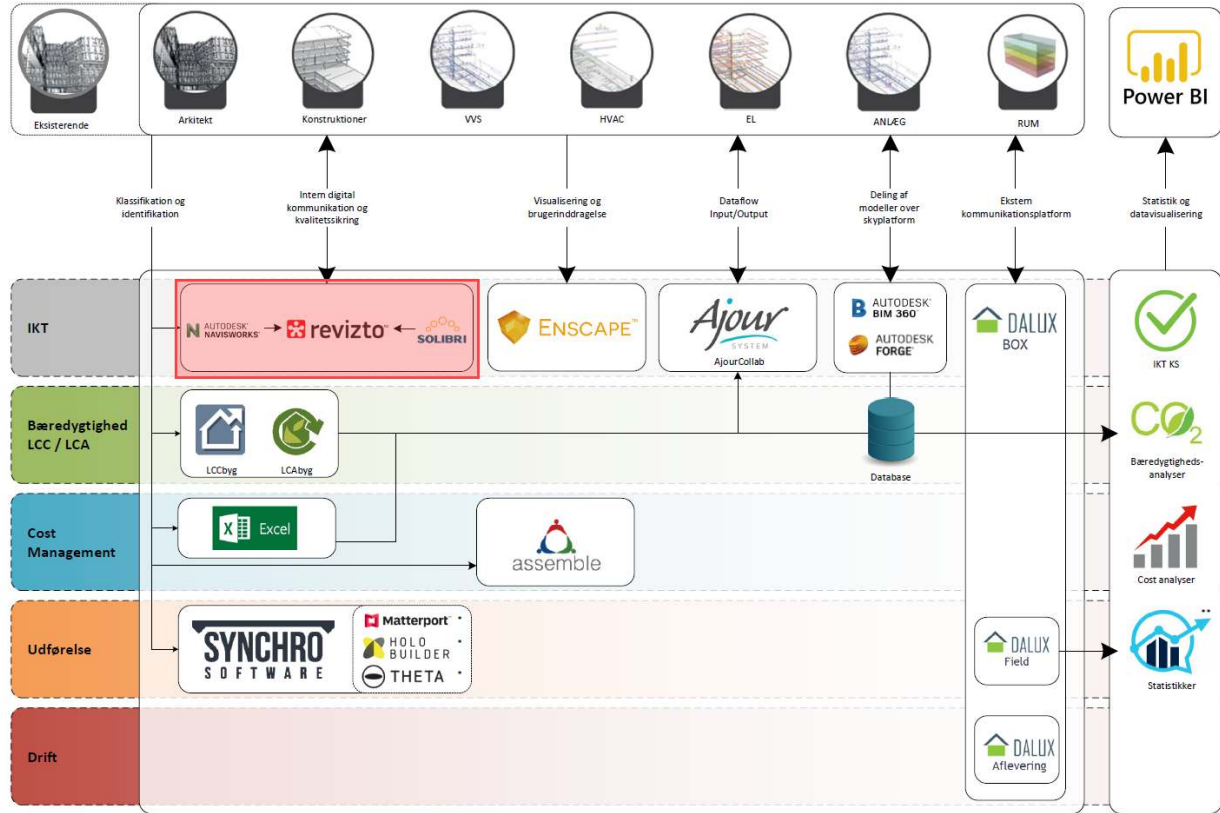 Eksisterende
Arkitekt
Konstruktioner
VVS
HVAC
EL
ANLÆG
RUM
Power BI
Klassifikation og
identifikation
Intern digital
kommunikation og
kvalitetssikring
Visualisering og
brugerinddragelse
Dataflow
Input/Output
Deling af
modeller over
skyplatform
Ekstern
kommunikationsplatform
Statistik og
datavisualisering
IKT
N AUTODESK
NAVISWORKS
revizto™
SOLIBRI
ENSCAPE™
Ajour
SYSTEM
AjourCollab
B AUTODESK
BIM 360™
AUTODESK
FORGE
DALUX
BOX
IKT KS
Bæredygtighed
LCC / LCA
LCCbyg
LCAbyg
Database
CO2
Bæredygtigheds-
analyser
Cost
Management
X Excel
assemble
Cost analyser
Udførelse
SYNCHRO
SOFTWARE
Matterport *
HOLO
BUILDER *
THETA *
DALUX
Field
**
Statistikker
Drift
DALUX
Aflevering